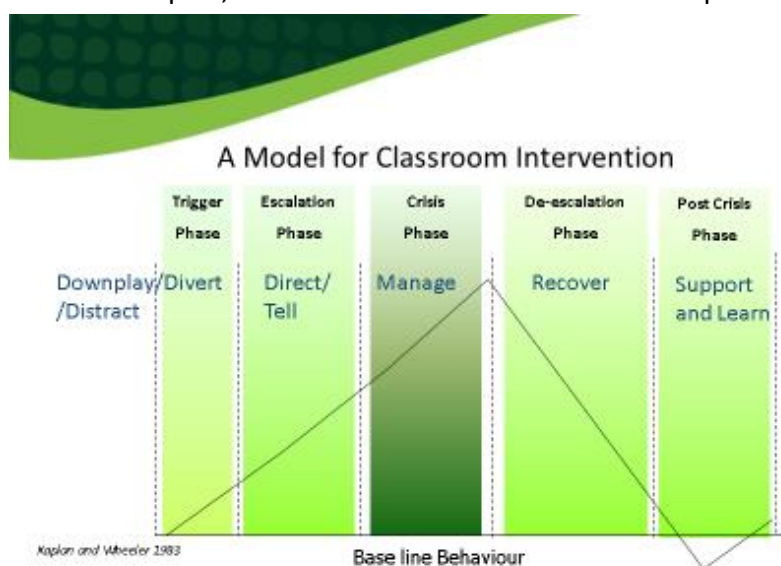 A Model for Classroom Intervention
Trigger
Phase
Escalation
Phase
Crisis
Phase
De-escalation
Phase
Post Crisis
Phase
Downplay/Divert
/Distract
Direct/
Tell
Manage
Recover
Support
and Learn
Kaplan and Wheeler 1983
Base line Behaviour